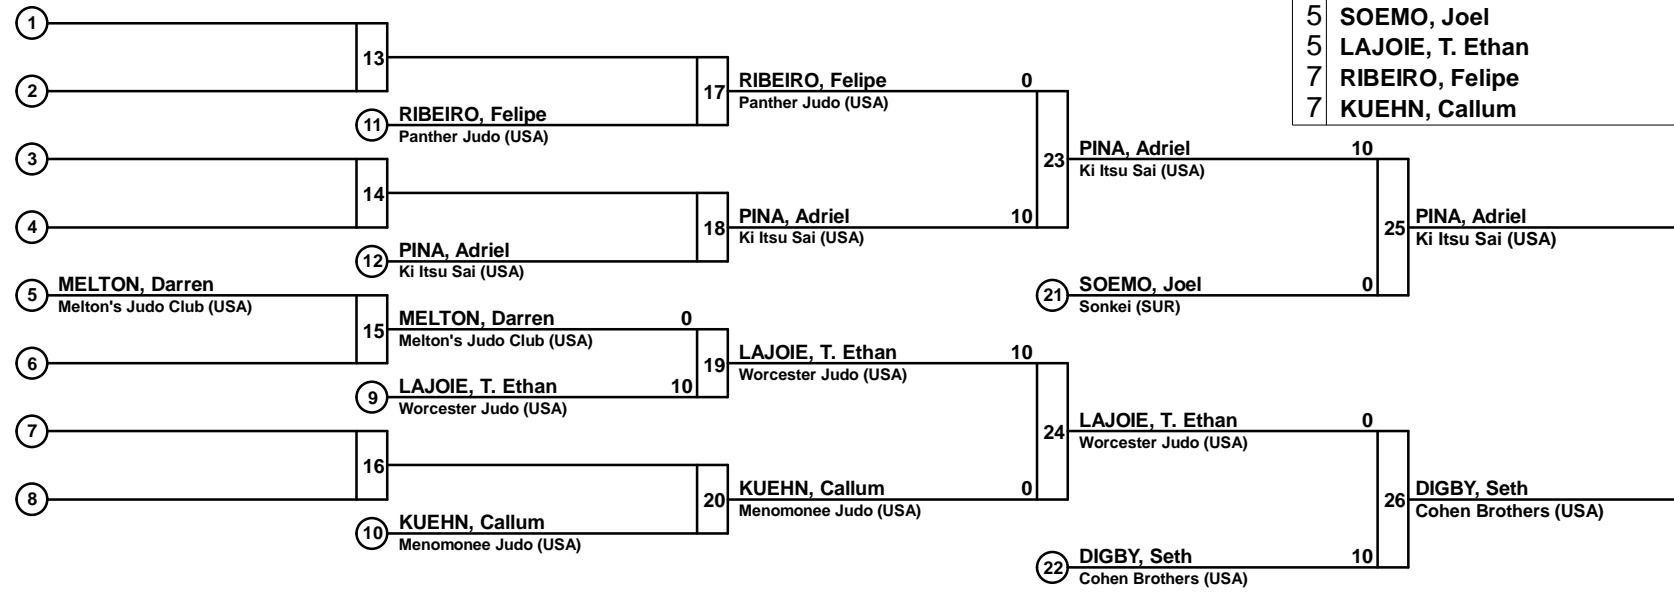 5 SOEMO, Joel
5 LAJOIE, T. Ethan
7 RIBEIRO, Felipe
7 KUEHN, Callum
1
13
2
17
RIBEIRO, Felipe 0
Panther Judo (USA)
11 RIBEIRO, Felipe
Panther Judo (USA)
3
23
PINA, Adriel 10
Ki Itsu Sai (USA)
14
4
18
PINA, Adriel 10
Ki Itsu Sai (USA)
25
PINA, Adriel
Ki Itsu Sai (USA)
12 PINA, Adriel
Ki Itsu Sai (USA)
5 MELTON, Darren
Melton's Judo Club (USA)
21 SOEMO, Joel 0
Sonkei (SUR)
15
MELTON, Darren 0
Melton's Judo Club (USA)
6
19
LAJOIE, T. Ethan 10
Worcester Judo (USA)
9 LAJOIE, T. Ethan 10
Worcester Judo (USA)
7
24
LAJOIE, T. Ethan 0
Worcester Judo (USA)
16
8
20
KUEHN, Callum 0
Menomonee Judo (USA)
26
DIGBY, Seth
Cohen Brothers (USA)
10 KUEHN, Callum
Menomonee Judo (USA)
22 DIGBY, Seth 10
Cohen Brothers (USA)